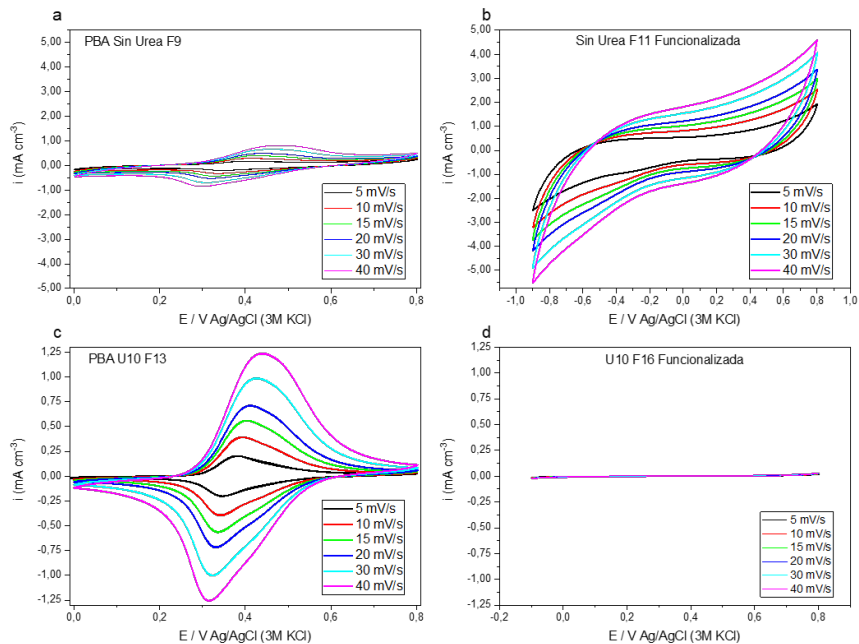 a
PBA Sin Urea F9
5,00
4,00
3,00
2,00
1,00
0,00
-1,00
-2,00
-3,00
-4,00
-5,00
i (mA cm-3)
5 mV/s
10 mV/s
15 mV/s
20 mV/s
30 mV/s
40 mV/s
0,0
0,2
0,4
0,6
0,8
E / V Ag/AgCl (3M KCl)
b
Sin Urea F11 Funcionalizada
5,00
4,00
3,00
2,00
1,00
0,00
-1,00
-2,00
-3,00
-4,00
-5,00
i (mA cm-3)
5 mV/s
10 mV/s
15 mV/s
20 mV/s
30 mV/s
40 mV/s
-1,0
-0,8
-0,6
-0,4
-0,2
0,0
0,2
0,4
0,6
0,8
1,0
E / V Ag/AgCl (3M KCl)
c
PBA U10 F13
1,25
1,00
0,75
0,50
0,25
0,00
-0,25
-0,50
-0,75
-1,00
-1,25
i (mA cm-3)
5 mV/s
10 mV/s
15 mV/s
20 mV/s
30 mV/s
40 mV/s
0,0
0,2
0,4
0,6
0,8
E / V Ag/AgCl (3M KCl)
d
U10 F16 Funcionalizada
1,25
1,00
0,75
0,50
0,25
0,00
-0,25
-0,50
-0,75
-1,00
-1,25
i (mA cm-3)
5 mV/s
10 mV/s
15 mV/s
20 mV/s
30 mV/s
40 mV/s
-0,2
0,0
0,2
0,4
0,6
0,8
E / V Ag/AgCl (3M KCl)